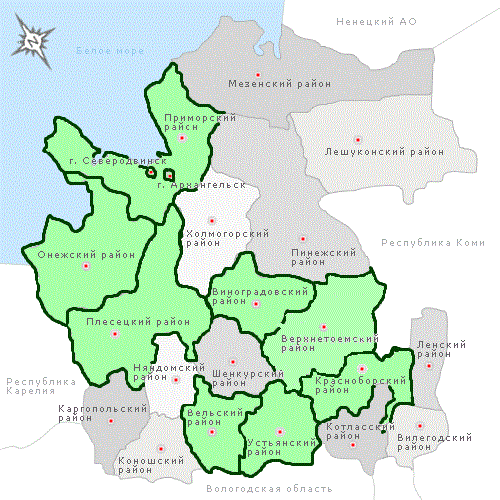 Ненецкий АО
Белое море
Мезенский район
Приморский
район
Лешуконский район
г. Северодвинск
г. Архангельск
Холмогорский
район
Республика Коми
Онежский район
Пинежский
район
Виноградовский
район
Плесецкий район
Верхнетоемский
район
Ленский
район
Няндомский
район
Шенкурский
район
Красноборский
район
Республика
Карелия
Каргопольский
район
Вельский
район
Устьянский
район
Котласский
район
Вилегодский
район
Коношский
район
Вологодская область